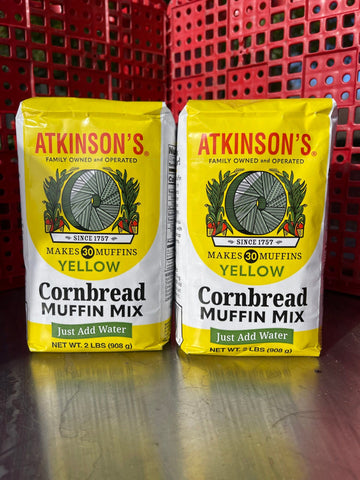 ATKINSON'S®
FAMILY OWNED and OPERATED
SINCE 1757
MAKES 30 MUFFINS
YELLOW
Cornbread
MUFFIN MIX
Just Add Water
NET WT. 2 LBS (908 g)
ATKINSON'S®
FAMILY OWNED and OPERATED
SINCE 1757
MAKES 30 MUFFINS
YELLOW
Cornbread
MUFFIN MIX
Just Add Water
NET WT. 2 LBS (908 g)